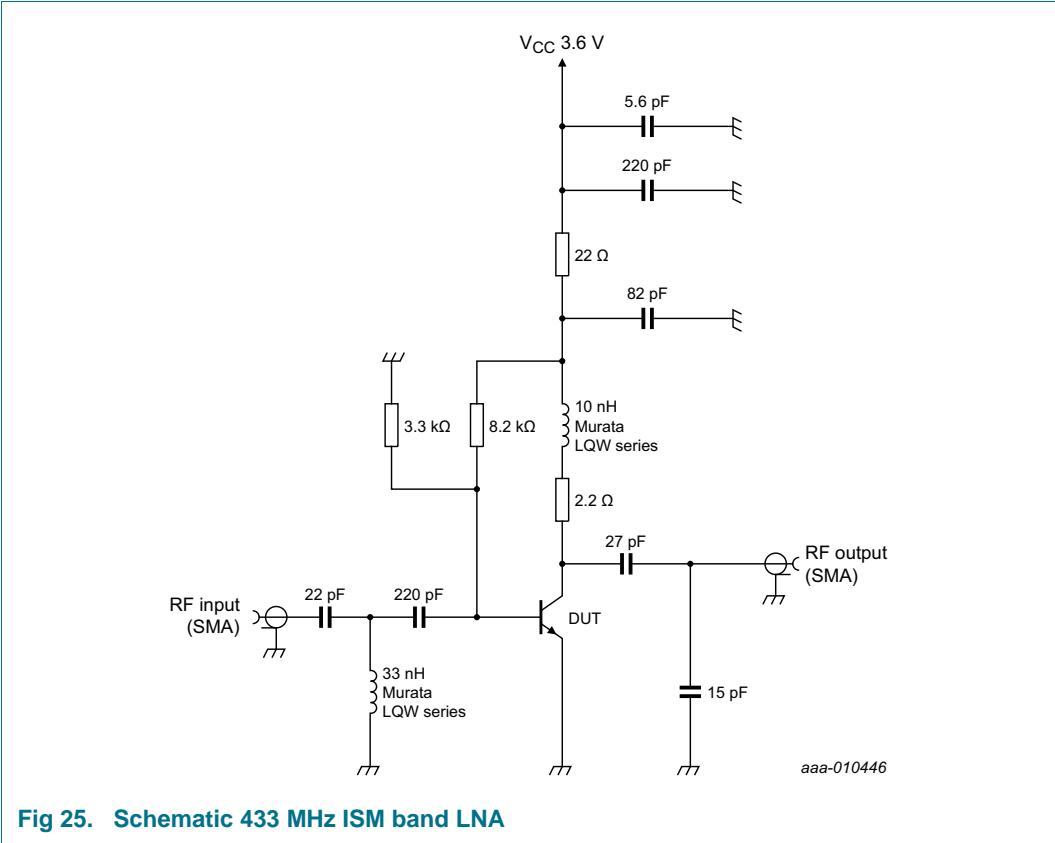 VCC 3.6 V
5.6 pF
220 pF
22 Ω
82 pF
3.3 kΩ
8.2 kΩ
10 nH
Murata
LQW series
2.2 Ω
27 pF
RF output
(SMA)
RF input
(SMA)
22 pF
220 pF
DUT
33 nH
Murata
LQW series
15 pF
aaa-010446
Fig 25. Schematic 433 MHz ISM band LNA